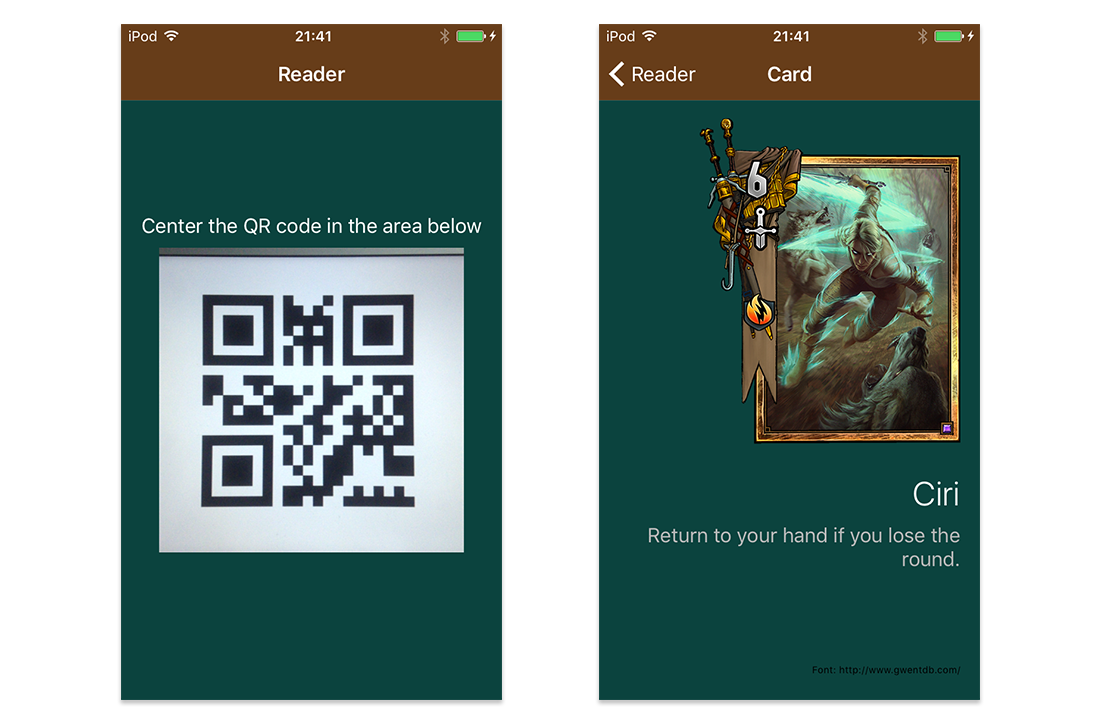 iPod 21:41
Reader
Center the QR code in the area below
iPod 21:41
Reader Card
6
Ciri
Return to your hand if you lose the
round.
Font: http://www.gwentdb.com/